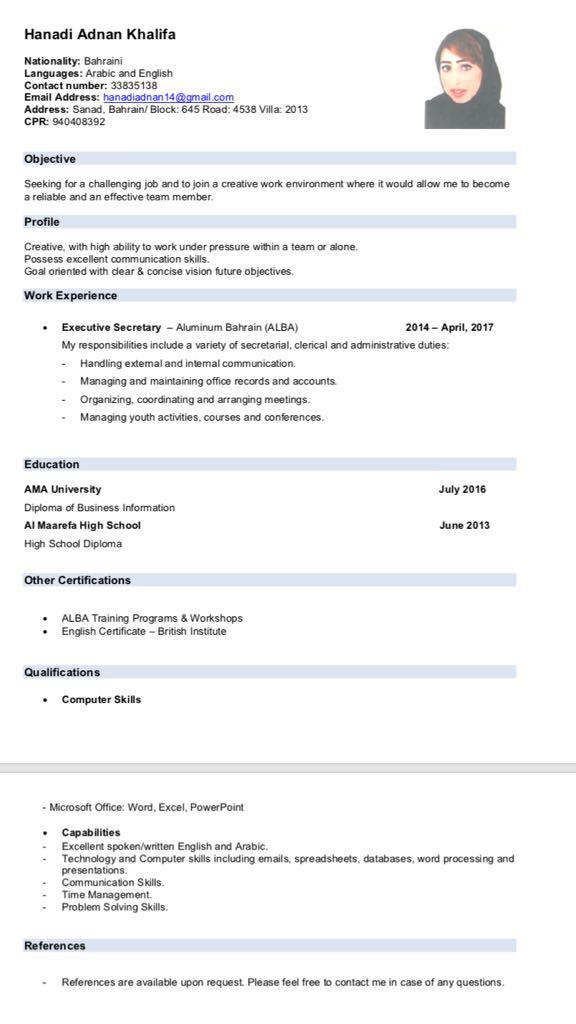 Hanadi Adnan Khalifa
Nationality: Bahraini
Languages: Arabic and English
Contact number: 33835138
Email Address: hanadiadnan14@gmail.com
Address: Sanad, Bahrain/ Block: 645 Road: 4538 Villa: 2013
CPR: 940408392
Objective
Seeking for a challenging job and to join a creative work environment where it would allow me to become
a reliable and an effective team member.
Profile
Creative, with high ability to work under pressure within a team or alone.
Possess excellent communication skills.
Goal oriented with clear & concise vision future objectives.
Work Experience
• Executive Secretary – Aluminum Bahrain (ALBA) 2014 – April, 2017
My responsibilities include a variety of secretarial, clerical and administrative duties:
- Handling external and internal communication.
- Managing and maintaining office records and accounts.
- Organizing, coordinating and arranging meetings.
- Managing youth activities, courses and conferences.
Education
AMA University July 2016
Diploma of Business Information
Al Maarefa High School June 2013
High School Diploma
Other Certifications
• ALBA Training Programs & Workshops
• English Certificate – British Institute
Qualifications
• Computer Skills
- Microsoft Office: Word, Excel, PowerPoint
• Capabilities
- Excellent spoken/written English and Arabic.
- Technology and Computer skills including emails, spreadsheets, databases, word processing and
presentations.
- Communication Skills.
- Time Management.
- Problem Solving Skills.
References
- References are available upon request. Please feel free to contact me in case of any questions.